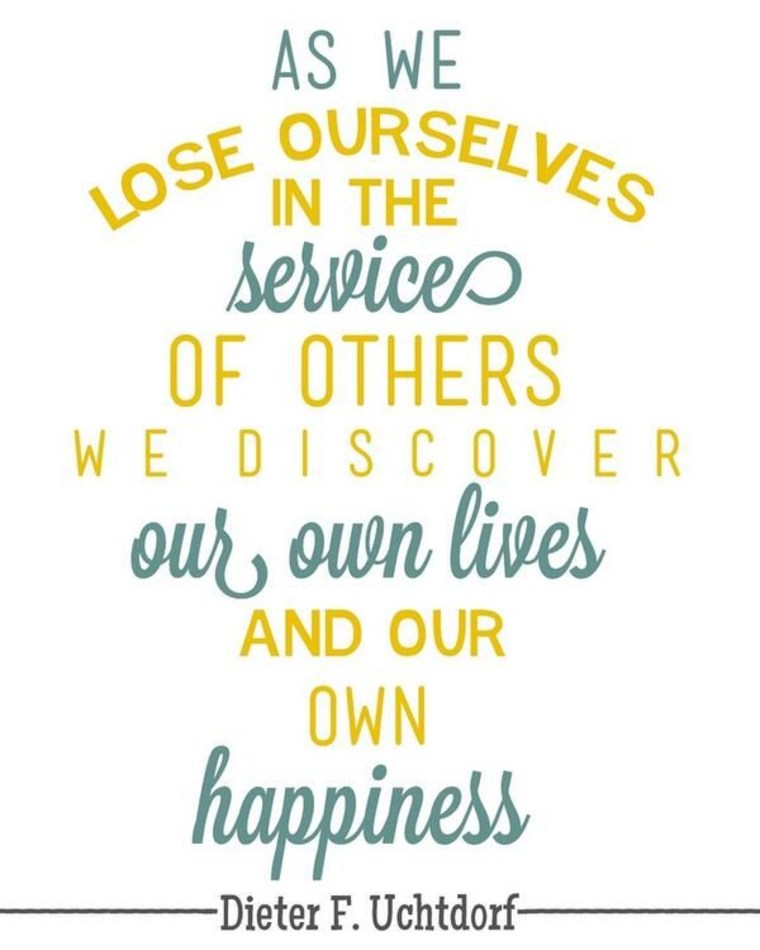 AS WE
LOSE OURSELVES
IN THE
service
OF OTHERS
WE DISCOVER
our own lives
AND OUR
OWN
happiness
Dieter F. Uchtdorf